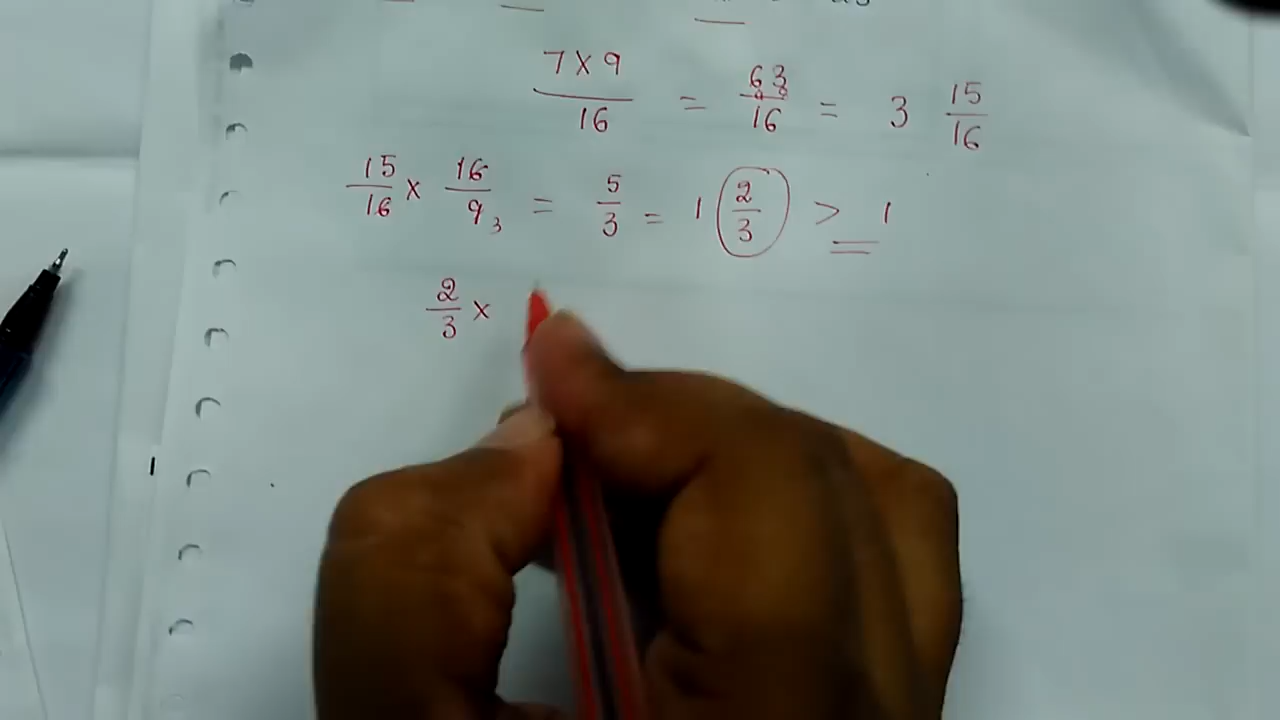 7 × 9 / 16 = 63/16 = 3 15/16
15/16 × 16/9 3 = 5/3 = 1 2/3 > 1
2/3 ×